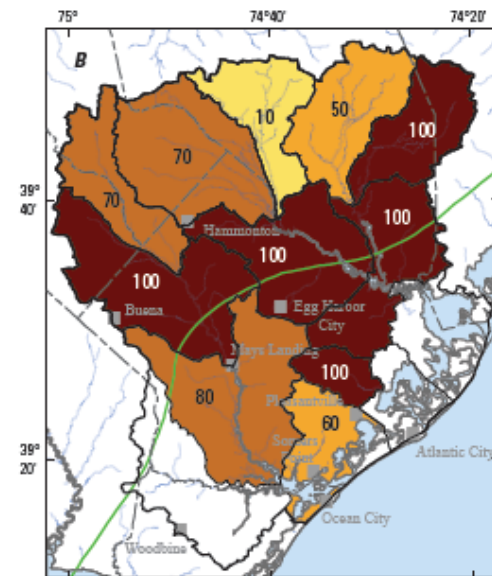 75°
74°40'
74°20'
B
10
50
100
70
39°
40'
70
100
Hammonton
100
100
Buena
Egg Harbor
City
Mays Landing
100
80
Pleasantville
60
Somers
Point
Atlantic City
39°
20'
Ocean City
Woodbine